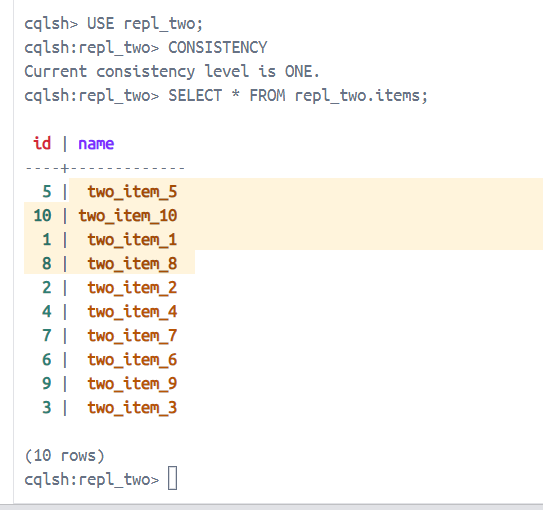 cqlsh> USE repl_two;
cqlsh:repl_two> CONSISTENCY
Current consistency level is ONE.
cqlsh:repl_two> SELECT * FROM repl_two.items;

 id | name
----+-------------
  5 |  two_item_5
 10 | two_item_10
  1 |  two_item_1
  8 |  two_item_8
  2 |  two_item_2
  4 |  two_item_4
  7 |  two_item_7
  6 |  two_item_6
  9 |  two_item_9
  3 |  two_item_3

(10 rows)
cqlsh:repl_two>